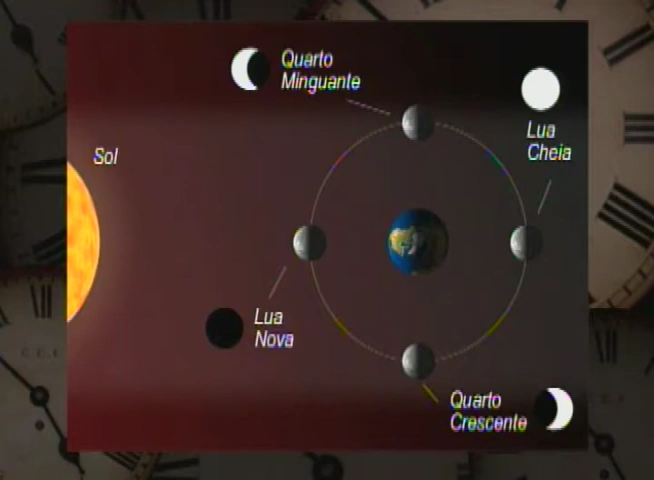 Quarto
Minguante
Lua
Cheia
Sol
Lua
Nova
Quarto
Crescente